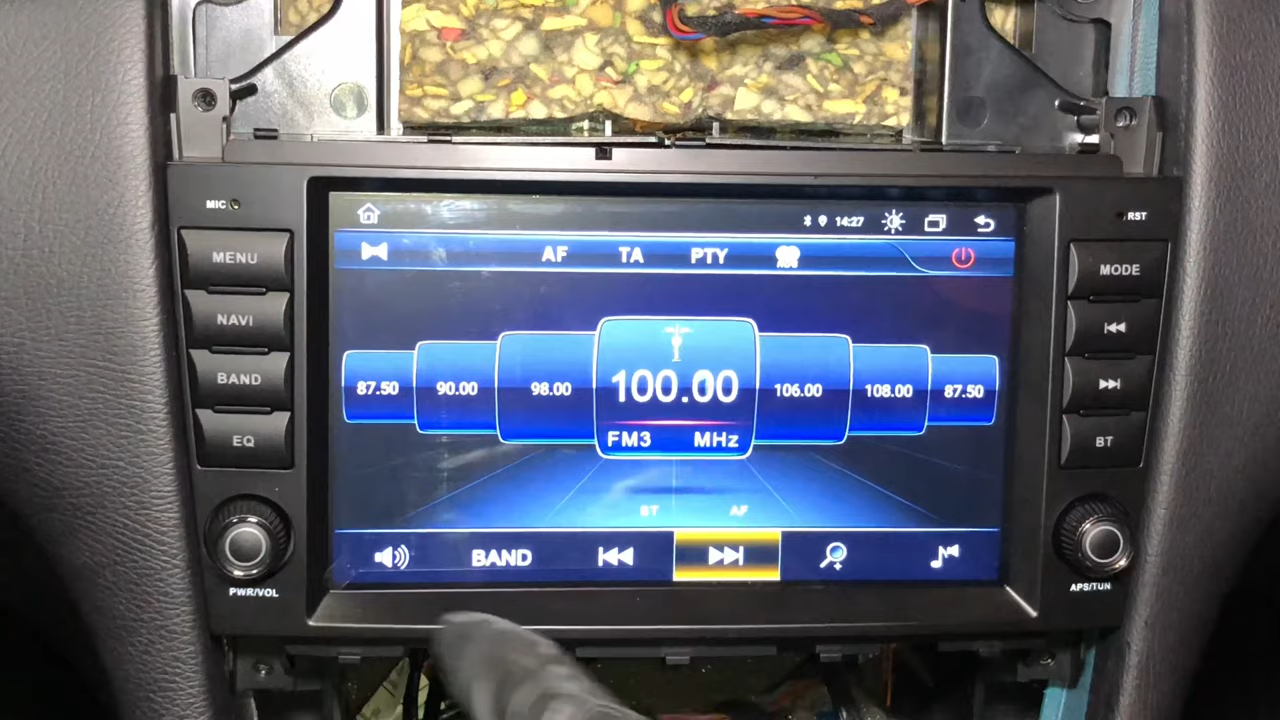 MIC
RST
14:27
AF TA PTY
MENU
NAVI
BAND
EQ
MODE
BT
87.50 90.00 98.00 100.00 106.00 108.00 87.50
FM3 MHz
BT AF
BAND
PWR/VOL
APS/TUN